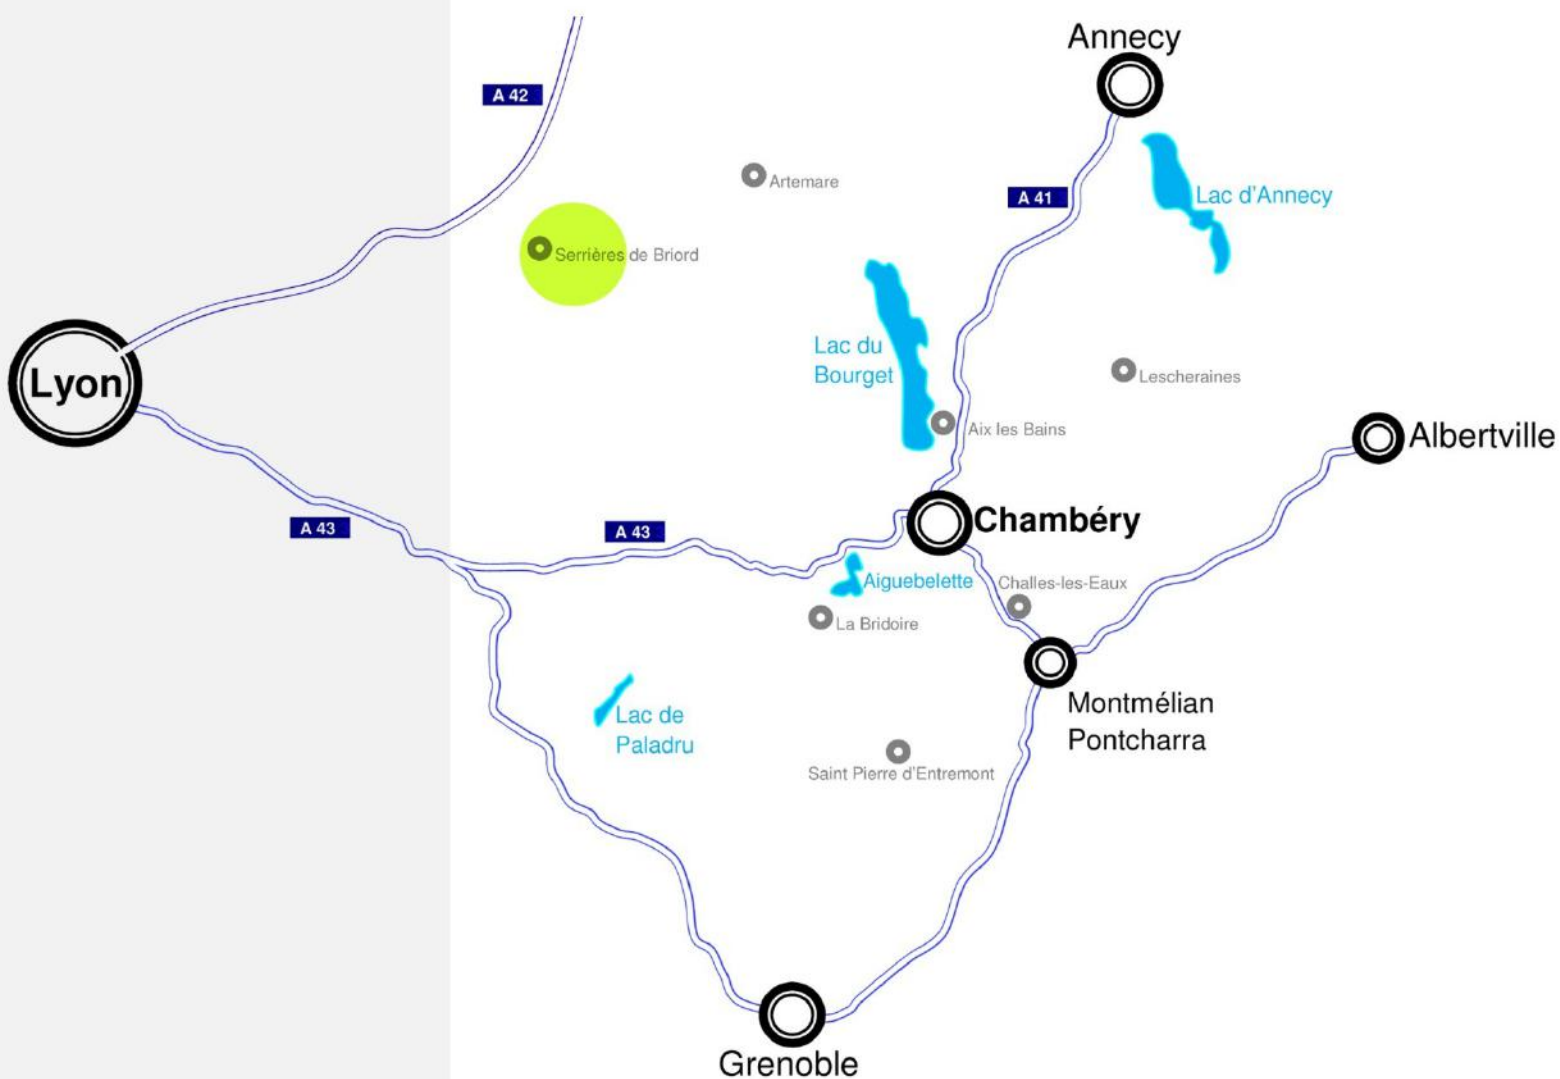 Annecy
A 42
Artemare
A 41
Lac d'Annecy
Serrières de Briord
Lac du
Bourget
Lyon
Lescheraines
Aix les Bains
Albertville
A 43
A 43
Chambéry
Aiguebelette
Challes-les-Eaux
La Bridoire
Lac de
Paladru
Montmélian
Pontcharra
Saint Pierre d'Entremont
Grenoble